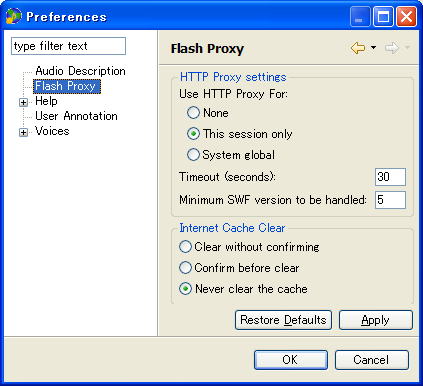 Preferences
type filter text
Audio Description
Flash Proxy
Help
User Annotation
Voices
Flash Proxy
HTTP Proxy settings
Use HTTP Proxy For:
None
This session only
System global
Timeout (seconds): 30
Minimum SWF version to be handled: 5
Internet Cache Clear
Clear without confirming
Confirm before clear
Never clear the cache
Restore Defaults Apply
OK Cancel